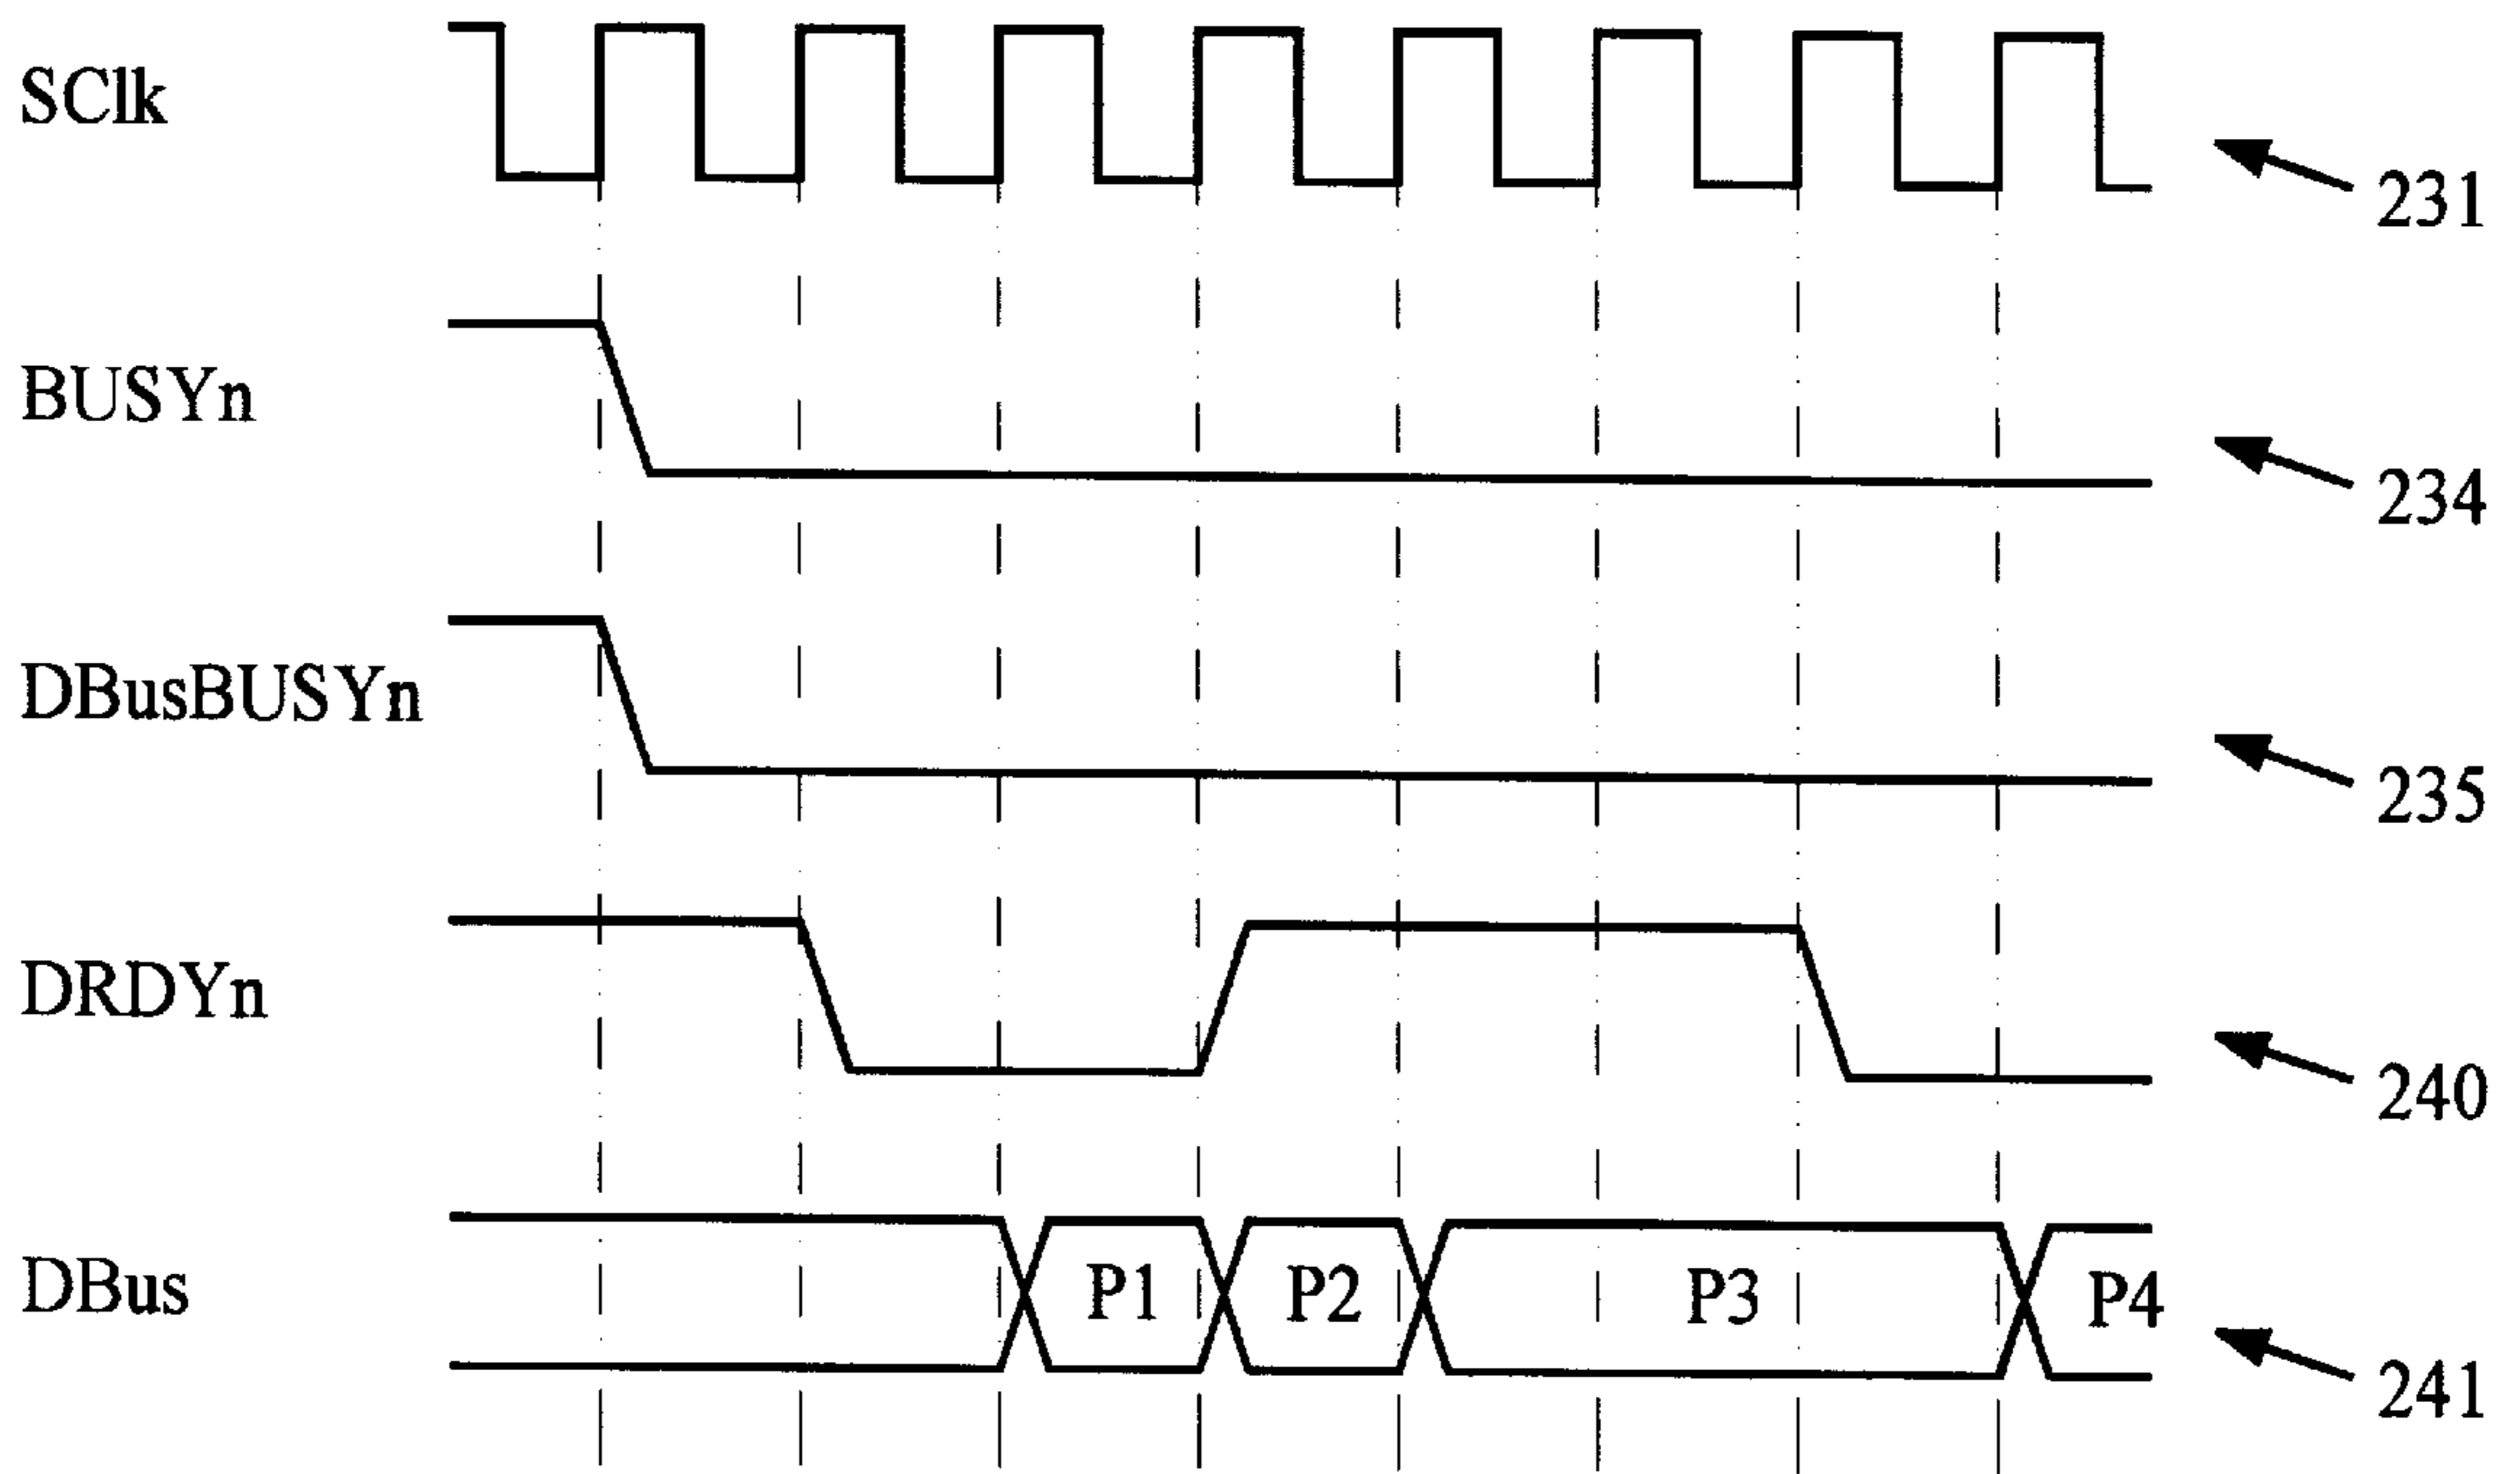 SClk
231
BUSYn
234
DBusBUSYn
235
DRDYn
240
DBus
P1
P2
P3
P4
241